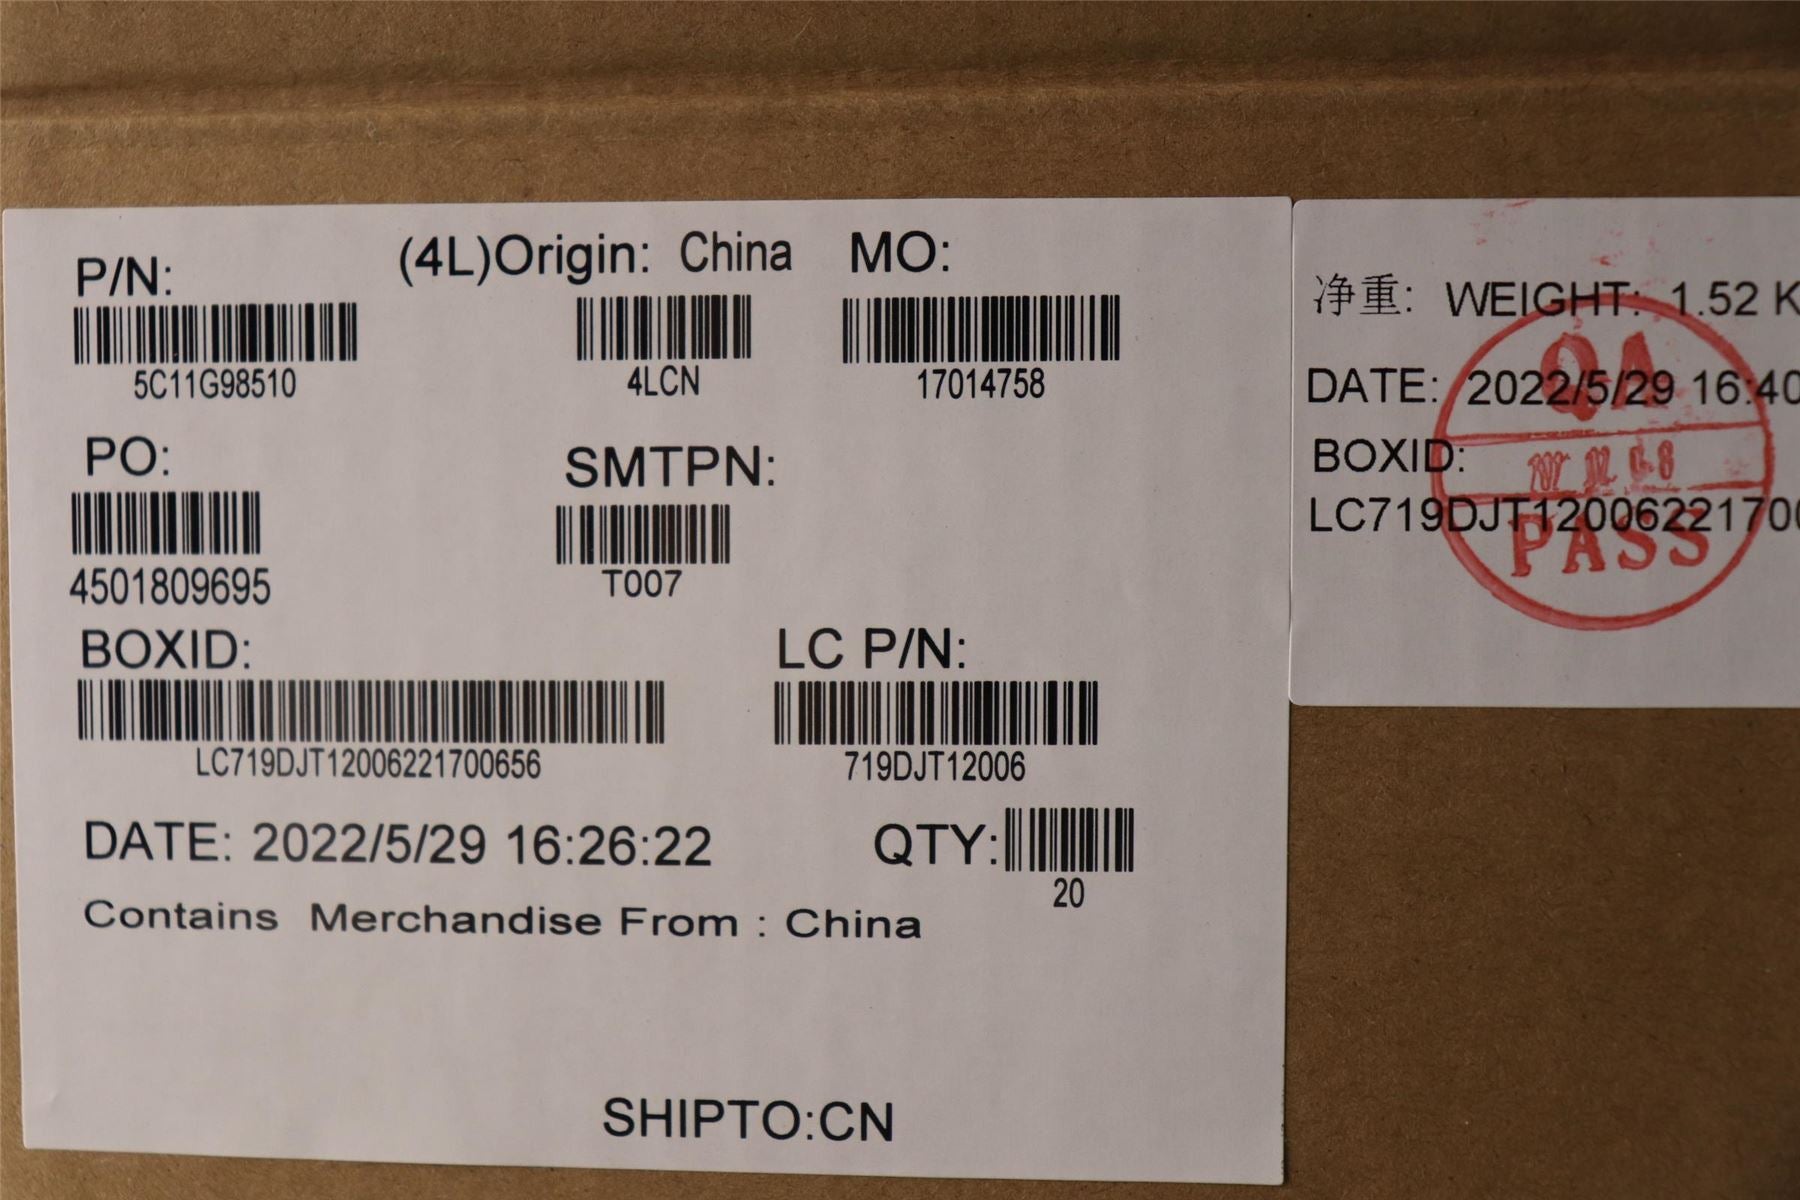 P/N:
(4L)Origin: China
MO:
5C11G98510
4LCN
17014758
PO:
SMTPN:
4501809695
T007
BOXID:
LC P/N:
LC719DJT12006221700656
719DJT12006
DATE: 2022/5/29 16:26:22
QTY:
20
Contains Merchandise From : China
SHIPTO:CN
净重: WEIGHT: 1.52 K
DATE: 2022/5/29 16:40
BOXID:
LC719DJT12006221700
QA
PASS